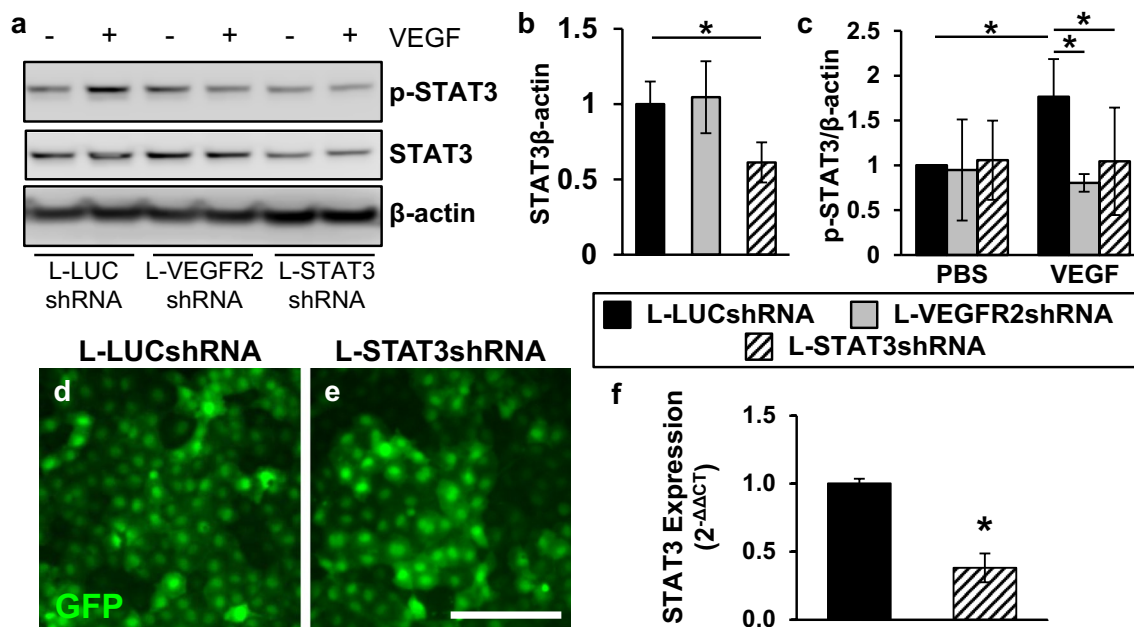 a
- + - + - + VEGF
p-STAT3
STAT3
β-actin
L-LUC L-VEGFR2 L-STAT3
shRNA shRNA shRNA
b
STAT3β-actin
1.5
1
0.5
0
*
c
p-STAT3/β-actin
2.5
2
1.5
1
0.5
0
* *
*
PBS VEGF
L-LUCshRNA L-VEGFR2shRNA
L-STAT3shRNA
L-LUCshRNA L-STAT3shRNA
d
GFP
e
f
STAT3 Expression
(2-ΔΔCT)
1.5
1.0
0.5
0.0
*